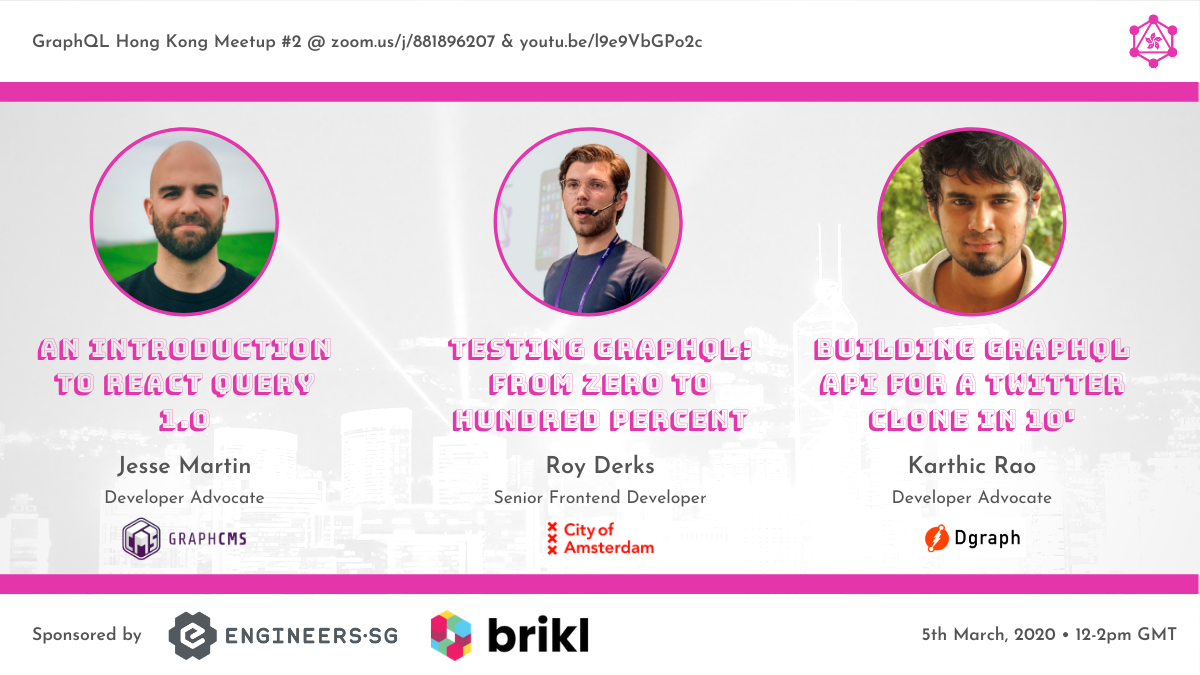 GraphQL Hong Kong Meetup #2 @ zoom.us/j/881896207 & youtu.be/l9e9VbGPo2c
AN INTRODUCTION
TO REACT QUERY
1.0
Jesse Martin
Developer Advocate
GRAPHCMS
TESTING GRAPHQL:
FROM ZERO TO
HUNDRED PERCENT
Roy Derks
Senior Frontend Developer
City of
Amsterdam
BUILDING GRAPHQL
API FOR A TWITTER
CLONE IN 10'
Karthic Rao
Developer Advocate
Dgraph
Sponsored by
ENGINEERS·SG
brikl
5th March, 2020 • 12-2pm GMT